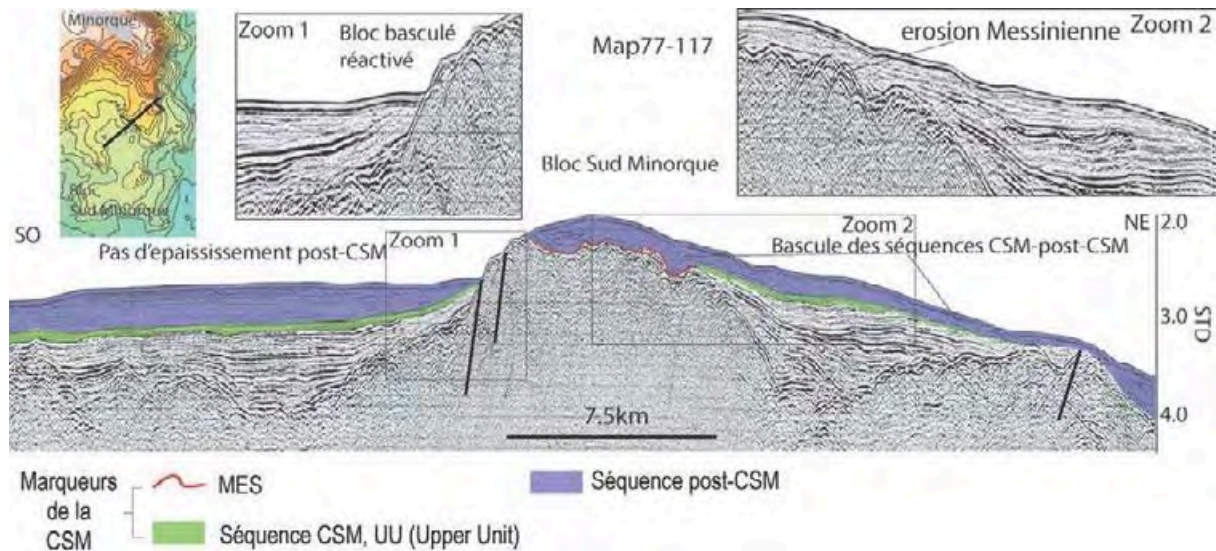 Minorque
Bloc
Sud Minorque
Zoom 1
Bloc basculé
réactivé
Map77-117
erosion Messinienne
Zoom 2
Bloc Sud Minorque
SO
Pas d'epaississement post-CSM
Zoom 1
Zoom 2
Bascule des séquences CSM-post-CSM
NE
2.0
3.0
STD
4.0
7.5km
Marqueurs
de la
CSM
MES
Séquence CSM, UU (Upper Unit)
Séquence post-CSM